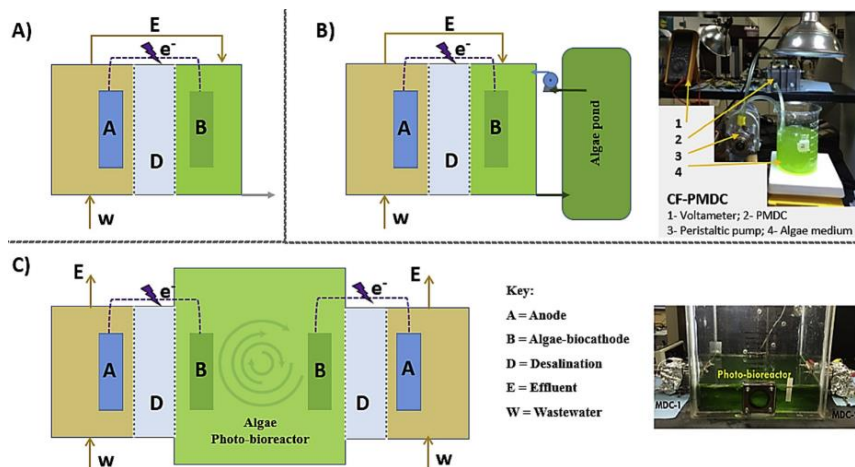 A)
E
e-
A
B
D
W
B)
E
e-
A
B
D
W
Algae pond
1
2
3
4
CF-PMDC
1- Voltameter; 2- PMDC
3- Peristaltic pump; 4- Algae medium
C)
E
e-
A
B
D
W
Algae
Photo-bioreactor
E
e-
B
A
D
W
Key:
A = Anode
B = Algae-biocathode
D = Desalination
E = Effluent
W = Wastewater
Photo-bioreactor
MDC-1